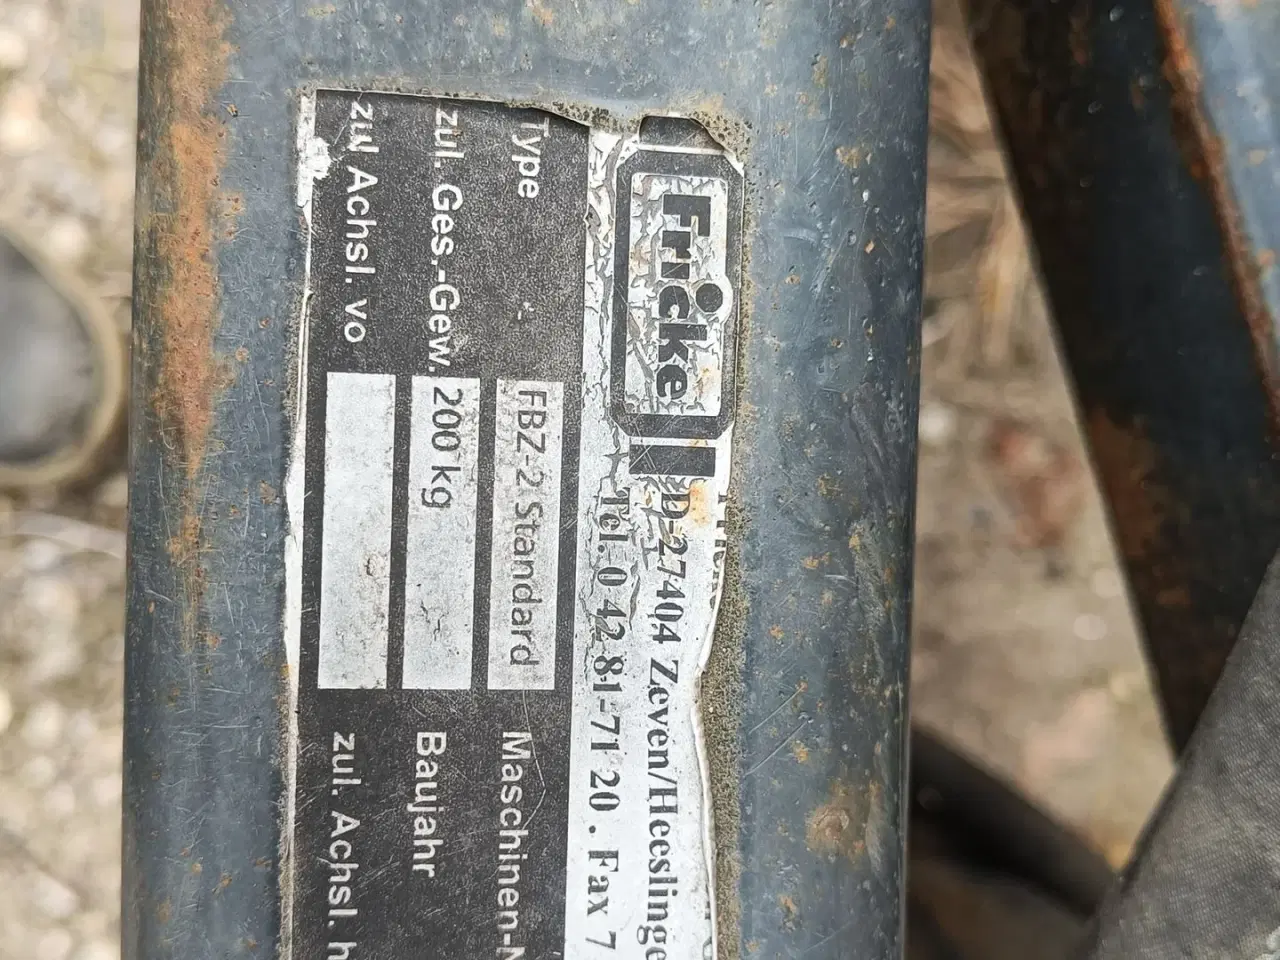 Fricke
D-27404 Zeven/Heeslinge
Tel. 0 42 81-71 20 . Fax 7
Type : FBZ-2 Standard Maschinen-N
zul. Ges.-Gew. 200 kg Baujahr
zul Achsl. vo zul. Achsl. h